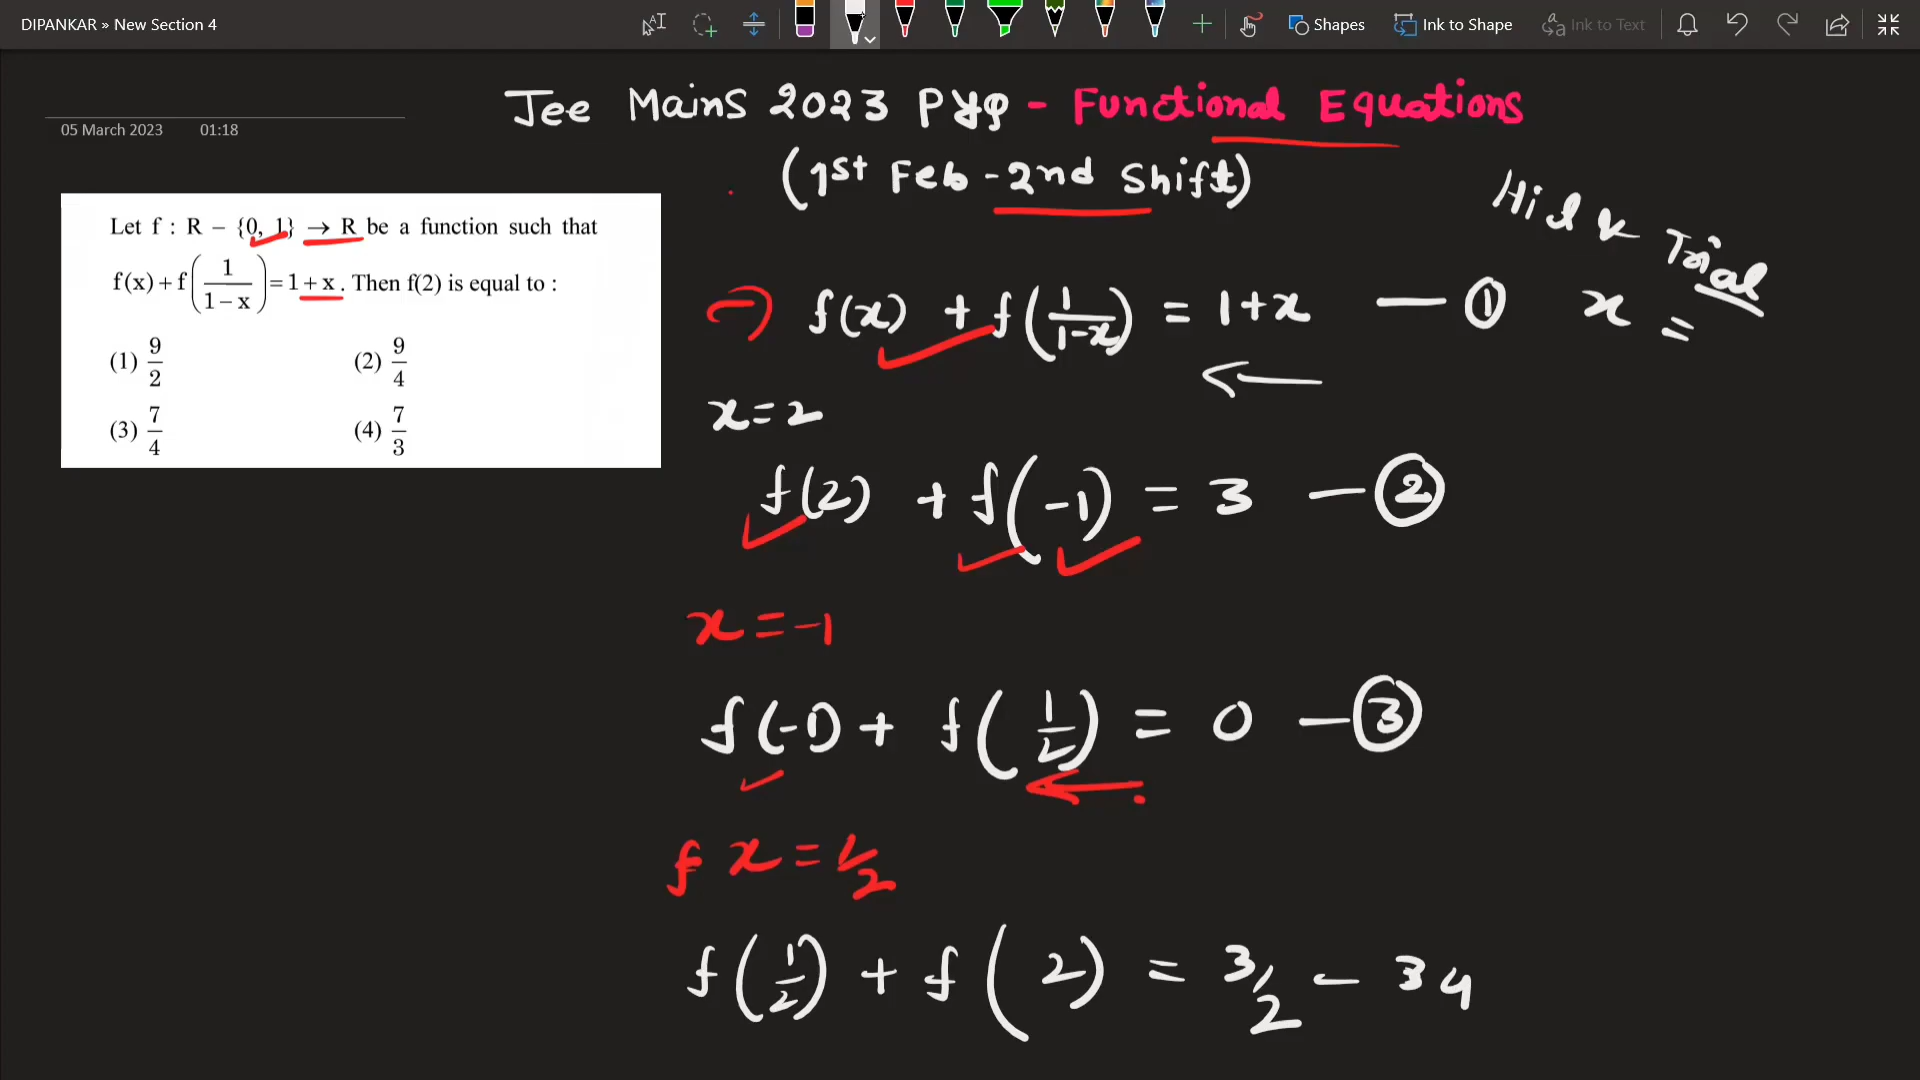 DIPANKAR » New Section 4
Shapes
Ink to Shape
Ink to Text
05 March 2023 01:18
Jee Mains 2023 PYQ - Functional Equations
(1st Feb - 2nd Shift)
Let f : R – {0, 1} → R be a function such that
f(x) + f(1/(1 – x)) = 1 + x . Then f(2) is equal to :
(1) 9/2 (2) 9/4
(3) 7/4 (4) 7/3
Hit & Trial
f(x) + f(1/(1-x)) = 1+x — ① x =
x = 2
f(2) + f(-1) = 3 — ②
x = -1
f(-1) + f(1/2) = 0 — ③
f x = 1/2
f(1/2) + f(2) = 3/2 - 34